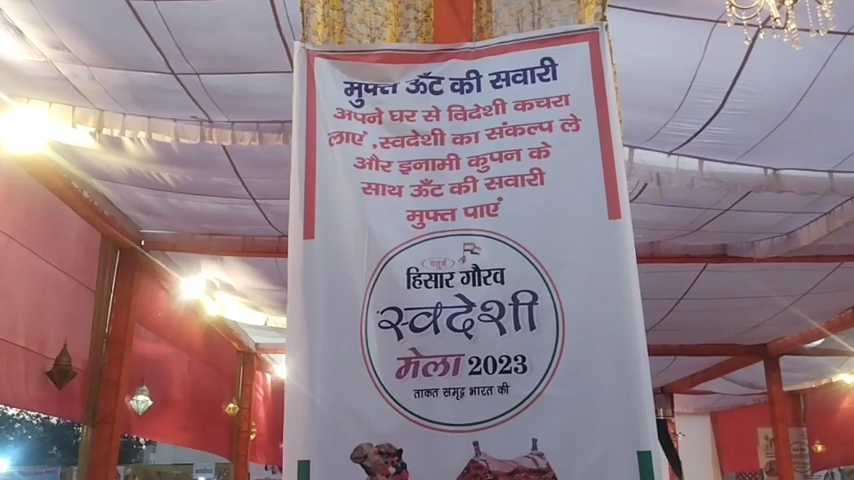 मुफ्त ऊँट की सवारी
अपने घर से विदेशी कचरा
लाएं ,स्वदेशी का संकल्प ले
और इनामी कुपन के
साथ ऊँट की सवारी
मुफ्त पाएं
चतुर्थ
हिसार गौरव
स्वदेशी
मेला 2023
ताकत समृद्ध भारत की